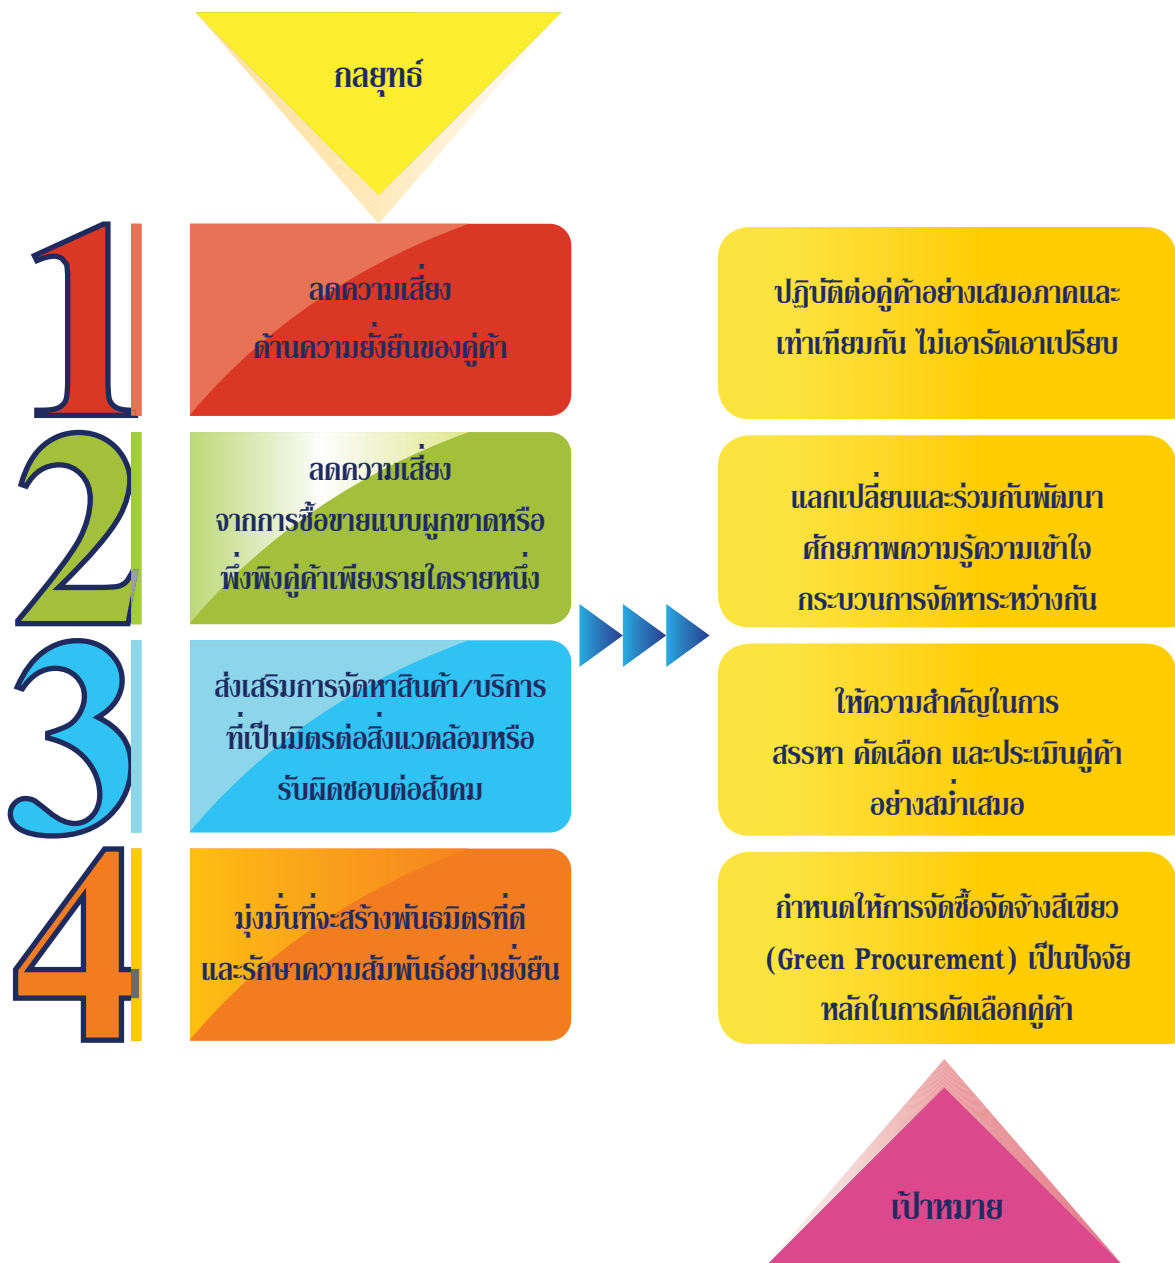 กลยุทธ์
1
ลดความเสี่ยง
ด้านความยั่งยืนของคู่ค้า
2
ลดความเสี่ยง
จากการซื้อขายแบบผูกขาดหรือ
พึ่งพิงคู่ค้าเพียงรายใดรายหนึ่ง
3
ส่งเสริมการจัดหาสินค้า/บริการ
ที่เป็นมิตรต่อสิ่งแวดล้อมหรือ
รับผิดชอบต่อสังคม
4
มุ่งมั่นที่จะสร้างพันธมิตรที่ดี
และรักษาความสัมพันธ์อย่างยั่งยืน
ปฏิบัติต่อคู่ค้าอย่างเสมอภาคและ
เท่าเทียมกัน ไม่เอารัดเอาเปรียบ
แลกเปลี่ยนและร่วมกันพัฒนา
ศักยภาพความรู้ความเข้าใจ
กระบวนการจัดหาระหว่างกัน
ให้ความสำคัญในการ
สรรหา คัดเลือก และประเมินคู่ค้า
อย่างสม่ำเสมอ
กำหนดให้การจัดซื้อจัดจ้างสีเขียว
(Green Procurement) เป็นปัจจัย
หลักในการคัดเลือกคู่ค้า
เป้าหมาย